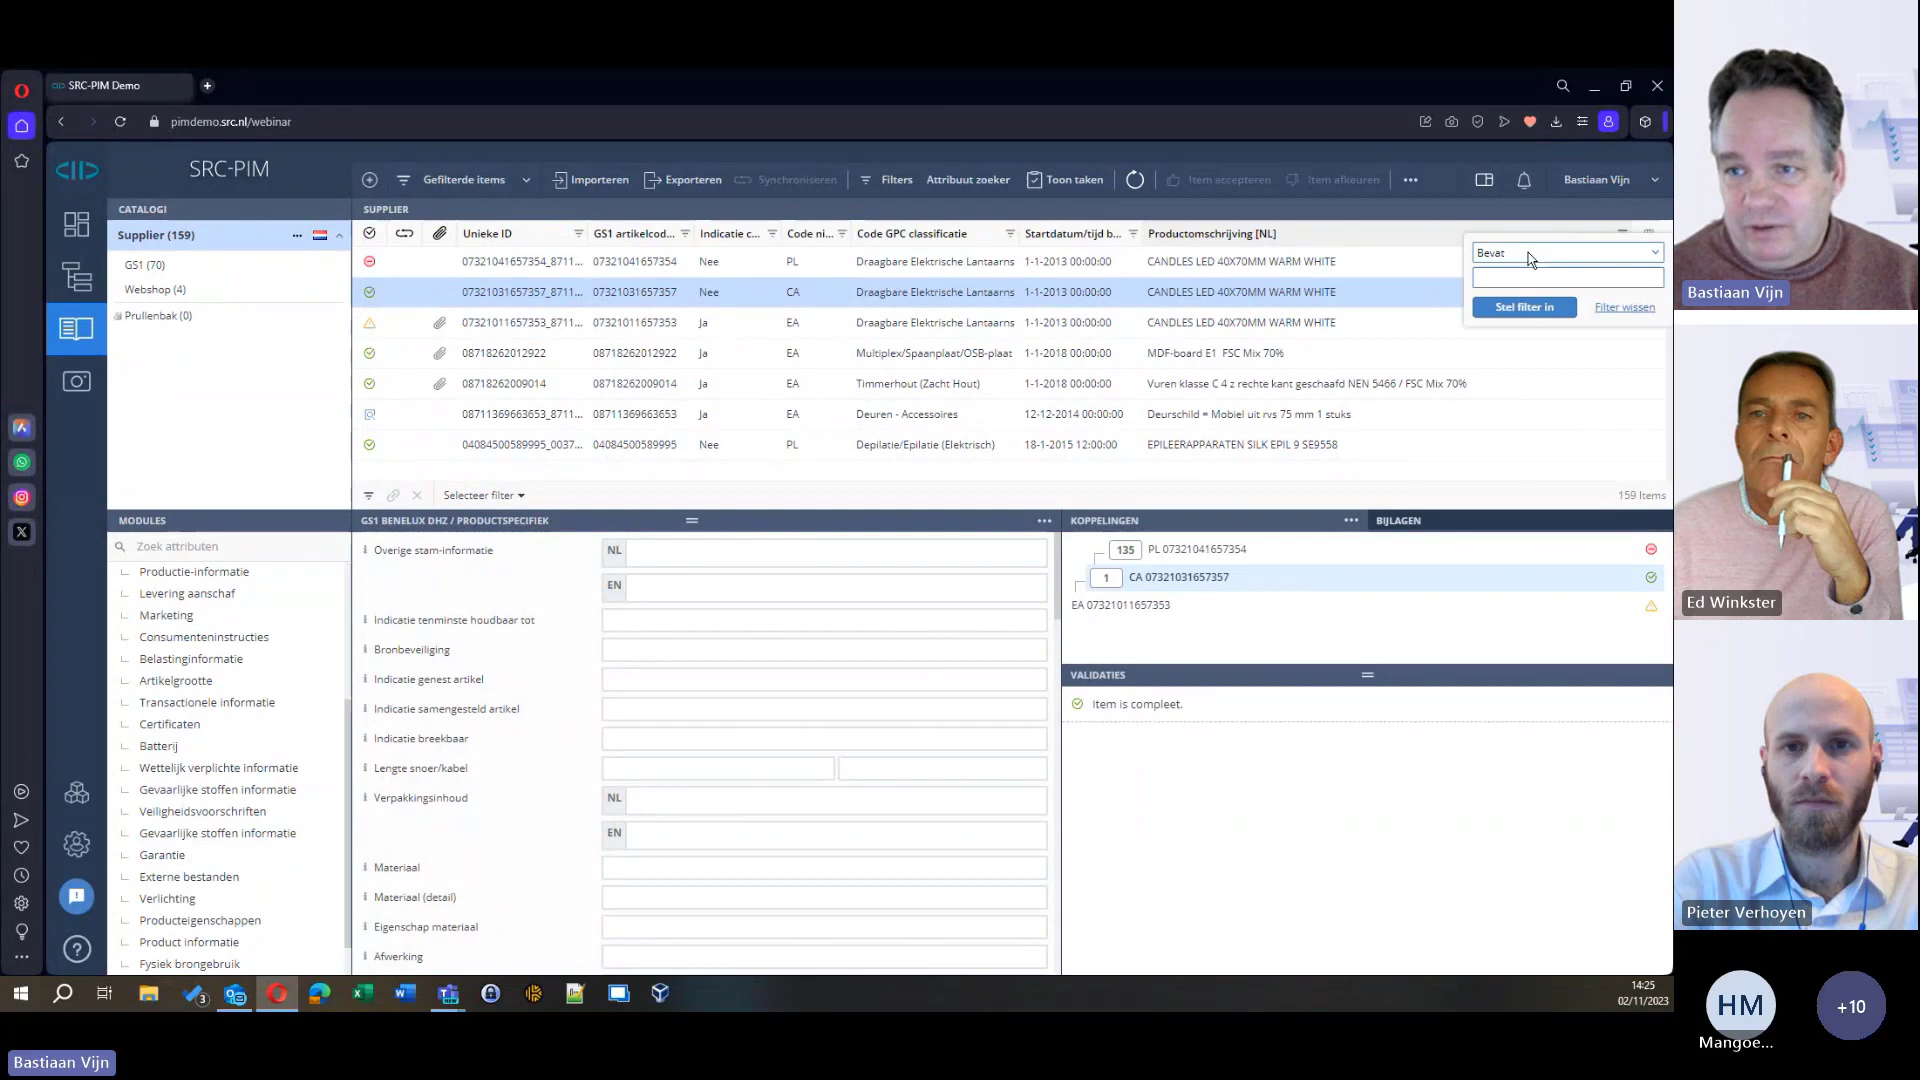 SRC-PIM Demo
pimdemo.src.nl/webinar
SRC-PIM
Gefilterde items
Importeren
Exporteren
Synchroniseren
Filters
Attribuut zoeker
Toon taken
Item accepteren
Item afkeuren
Bastiaan Vijn
CATALOGI
SUPPLIER
Supplier (159)
GS1 (70)
Webshop (4)
Prullenbak (0)
Unieke ID GS1 artikelcod... Indicatie c... Code ni... Code GPC classificatie Startdatum/tijd b... Productomschrijving [NL]
07321041657354_8711... 07321041657354 Nee PL Draagbare Elektrische Lantaarns 1-1-2013 00:00:00 CANDLES LED 40X70MM WARM WHITE
07321031657357_8711... 07321031657357 Nee CA Draagbare Elektrische Lantaarns 1-1-2013 00:00:00 CANDLES LED 40X70MM WARM WHITE
07321011657353_8711... 07321011657353 Ja EA Draagbare Elektrische Lantaarns 1-1-2013 00:00:00 CANDLES LED 40X70MM WARM WHITE
08718262012922 08718262012922 Ja EA Multiplex/Spaanplaat/OSB-plaat 1-1-2018 00:00:00 MDF-board E1 FSC Mix 70%
08718262009014 08718262009014 Ja EA Timmerhout (Zacht Hout) 1-1-2018 00:00:00 Vuren klasse C 4 z rechte kant geschaafd NEN 5466 / FSC Mix 70%
08711369663653_8711... 08711369663653 Ja EA Deuren - Accessoires 12-12-2014 00:00:00 Deurschild = Mobiel uit rvs 75 mm 1 stuks
04084500589995_0037... 04084500589995 Nee PL Depilatie/Epilatie (Elektrisch) 18-1-2015 12:00:00 EPILEERAPPARATEN SILK EPIL 9 SE9558
Bevat
Stel filter in
Filter wissen
Selecteer filter
159 Items
MODULES
Zoek attributen
Productie-informatie
Levering aanschaf
Marketing
Consumenteninstructies
Belastinginformatie
Artikelgrootte
Transactionele informatie
Certificaten
Batterij
Wettelijk verplichte informatie
Gevaarlijke stoffen informatie
Veiligheidsvoorschriften
Gevaarlijke stoffen informatie
Garantie
Externe bestanden
Verlichting
Producteigenschappen
Product informatie
Fysiek brongebruik
GS1 BENELUX DHZ / PRODUCTSPECIFIEK
Overige stam-informatie NL
EN
Indicatie tenminste houdbaar tot
Bronbeveiliging
Indicatie genest artikel
Indicatie samengesteld artikel
Indicatie breekbaar
Lengte snoer/kabel
Verpakkingsinhoud NL
EN
Materiaal
Materiaal (detail)
Eigenschap materiaal
Afwerking
KOPPELINGEN
BIJLAGEN
135 PL 07321041657354
1 CA 07321031657357
EA 07321011657353
VALIDATIES
Item is compleet.
3
14:25
02/11/2023
Bastiaan Vijn
Ed Winkster
Pieter Verhoyen
HM
Mangoe...
+10
Bastiaan Vijn